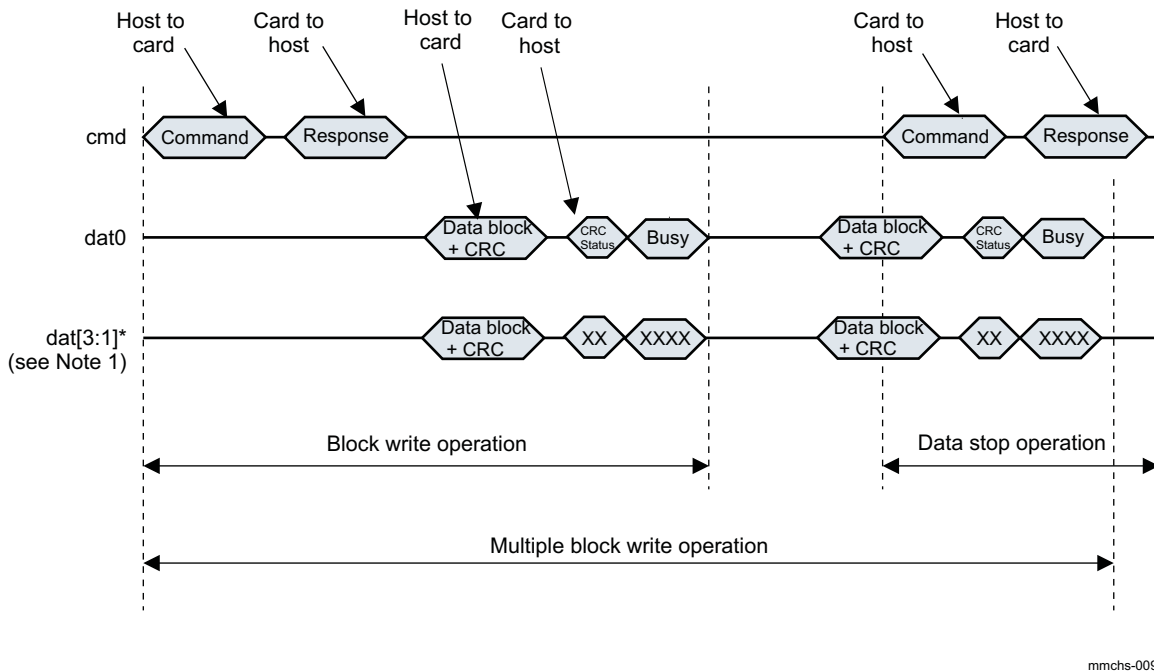 Host to
card
Card to
host
Host to
card
Card to
host
Card to
host
Host to
card
cmd
Command
Response
Command
Response
dat0
Data block
+ CRC
CRC
Status
Busy
Data block
+ CRC
CRC
Status
Busy
dat[3:1]*
(see Note 1)
Data block
+ CRC
XX
XXXX
Data block
+ CRC
XX
XXXX
Block write operation
Data stop operation
Multiple block write operation
mmchs-009